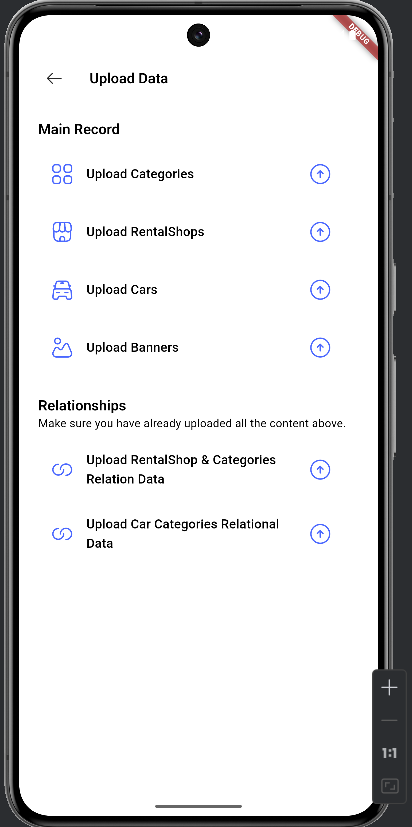 DEBUG
Upload Data
Main Record
Upload Categories
Upload RentalShops
Upload Cars
Upload Banners
Relationships
Make sure you have already uploaded all the content above.
Upload RentalShop & Categories
Relation Data
Upload Car Categories Relational
Data
1:1